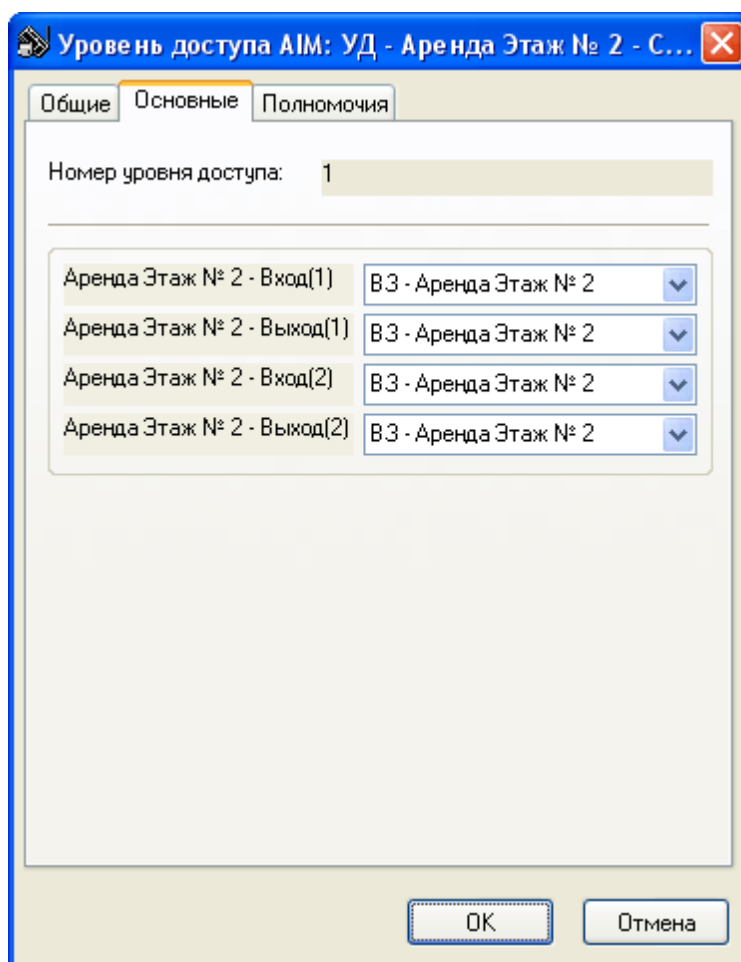 Уровень доступа AIM: УД - Аренда Этаж № 2 - С...
Общие Основные Полномочия
Номер уровня доступа: 1
Аренда Этаж № 2 - Вход(1) ВЗ - Аренда Этаж № 2
Аренда Этаж № 2 - Выход(1) ВЗ - Аренда Этаж № 2
Аренда Этаж № 2 - Вход(2) ВЗ - Аренда Этаж № 2
Аренда Этаж № 2 - Выход(2) ВЗ - Аренда Этаж № 2
OK Отмена